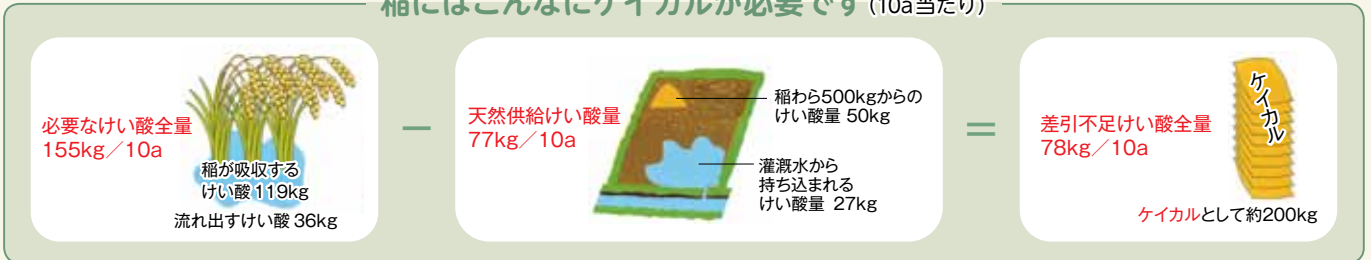 稲にはこんなにケイカルが必要です(10a当たり)
必要なけい酸全量
155kg／10a
稲が吸収する
けい酸 119kg
流れ出すけい酸 36kg
−
天然供給けい酸量
77kg／10a
稲わら500kgからの
けい酸量 50kg
灌漑水から
持ち込まれる
けい酸量 27kg
=
差引不足けい酸全量
78kg／10a
ケイカル
ケイカルとして約200kg